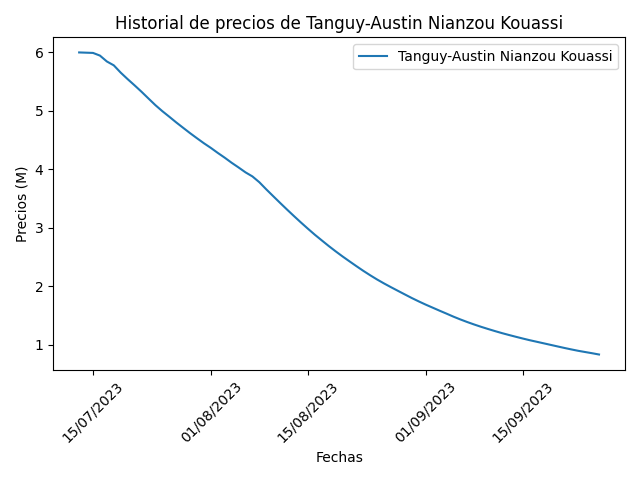 Historial de precios de Tanguy-Austin Nianzou Kouassi
Tanguy-Austin Nianzou Kouassi
Precios (M)
6
5
4
3
2
1
15/07/2023
01/08/2023
15/08/2023
01/09/2023
15/09/2023
Fechas